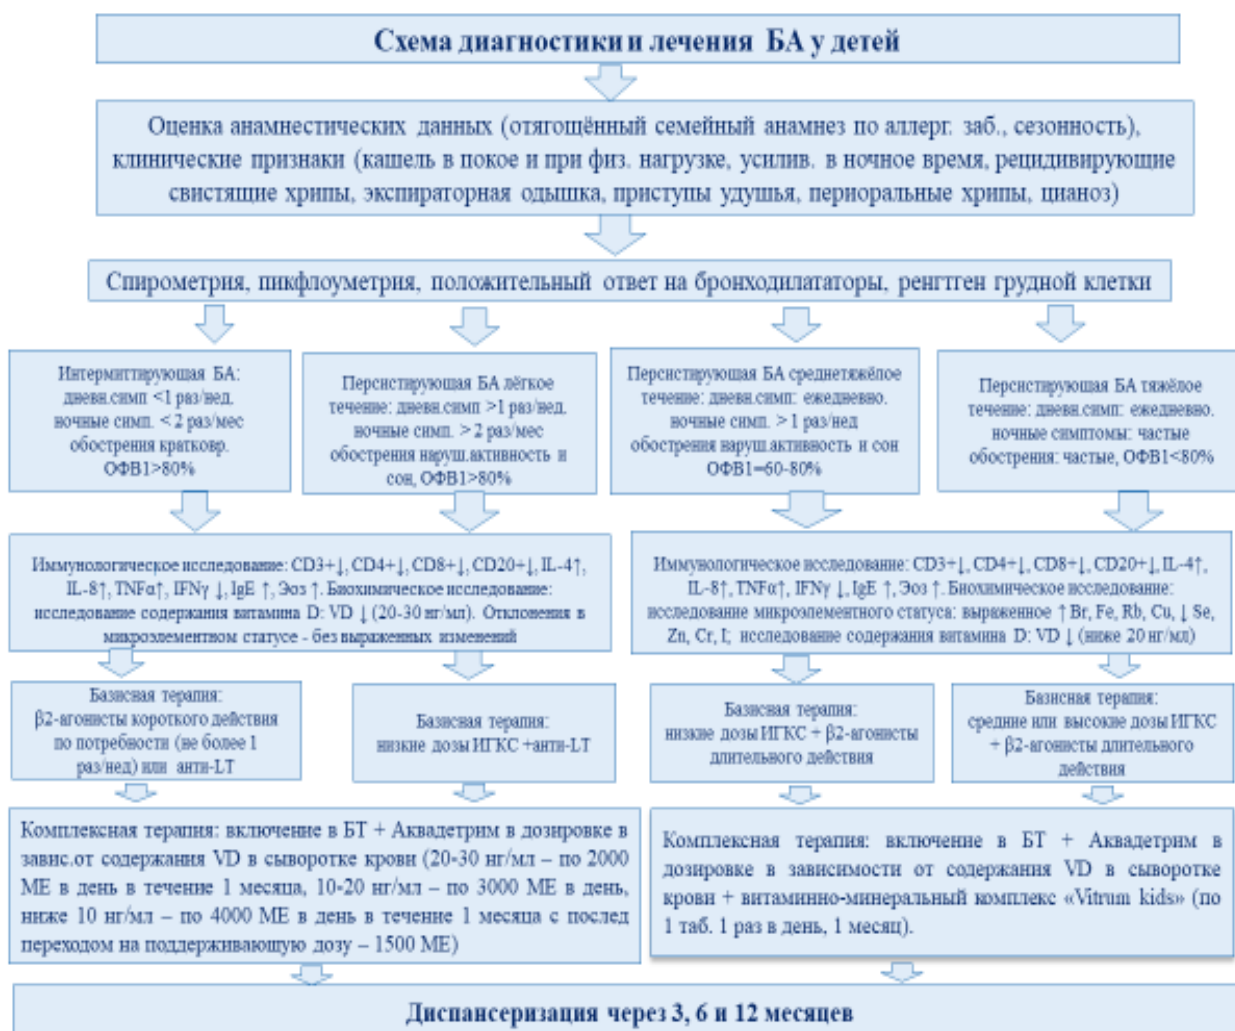 Схема диагностики и лечения БА у детей
Оценка анамнестических данных (отягощённый семейный анамнез по аллерг. заб., сезонность),
клинические признаки (кашель в покое и при физ. нагрузке, усилив. в ночное время, рецидивирующие
свистящие хрипы, экспираторная одышка, приступы удушья, периоральные хрипы, цианоз)
Спирометрия, пикфлоуметрия, положительный ответ на бронходилататоры, ренгтген грудной клетки
Интермиттирующая БА:
дневн.симп <1 раз/нед.
ночные симп. < 2 раз/мес
обострения кратковр.
ОФВ1>80%
Персистирующая БА лёгкое
течение: дневн.симп >1 раз/нед.
ночные симп. > 2 раз/мес
обострения наруш.активность и
сон, ОФВ1>80%
Персистирующая БА среднетяжёлое
течение: дневн.симп: ежедневно.
ночные симп. > 1 раз/нед
обострения наруш.активность и сон
ОФВ1=60-80%
Персистирующая БА тяжёлое
течение: дневн.симп: ежедневно.
ночные симптомы: частые
обострения: частые, ОФВ1<80%
Иммунологическое исследование: CD3+↓, CD4+↓, CD8+↓, CD20+↓, IL-4↑,
IL-8↑, TNFα↑, IFNγ ↓, IgE ↑, Эоз ↑. Биохимическое исследование:
исследование содержания витамина D: VD ↓ (20-30 нг/мл). Отклонения в
микроэлементном статусе - без выраженных изменений
Иммунологическое исследование: CD3+↓, CD4+↓, CD8+↓, CD20+↓, IL-4↑,
IL-8↑, TNFα↑, IFNγ ↓, IgE ↑, Эоз ↑. Биохимическое исследование:
исследование микроэлементного статуса: выраженное ↑ Br, Fe, Rb, Cu, ↓ Se,
Zn, Cr, I; исследование содержания витамина D: VD ↓ (ниже 20 нг/мл)
Базисная терапия:
β2-агонисты короткого действия
по потребности (не более 1
раз/нед) или анти-LT
Базисная терапия:
низкие дозы ИГКС +анти-LT
Базисная терапия:
низкие дозы ИГКС + β2-агонисты
длительного действия
Базисная терапия:
средние или высокие дозы ИГКС
+ β2-агонисты длительного
действия
Комплексная терапия: включение в БТ + Аквадетрим в дозировке в
завис.от содержания VD в сыворотке крови (20-30 нг/мл – по 2000
МЕ в день в течение 1 месяца, 10-20 нг/мл – по 3000 МЕ в день,
ниже 10 нг/мл – по 4000 МЕ в день в течение 1 месяца с послед
переходом на поддерживающую дозу – 1500 МЕ)
Комплексная терапия: включение в БТ + Аквадетрим в
дозировке в зависимости от содержания VD в сыворотке
крови + витаминно-минеральный комплекс «Vitrum kids» (по
1 таб. 1 раз в день, 1 месяц).
Диспансеризация через 3, 6 и 12 месяцев